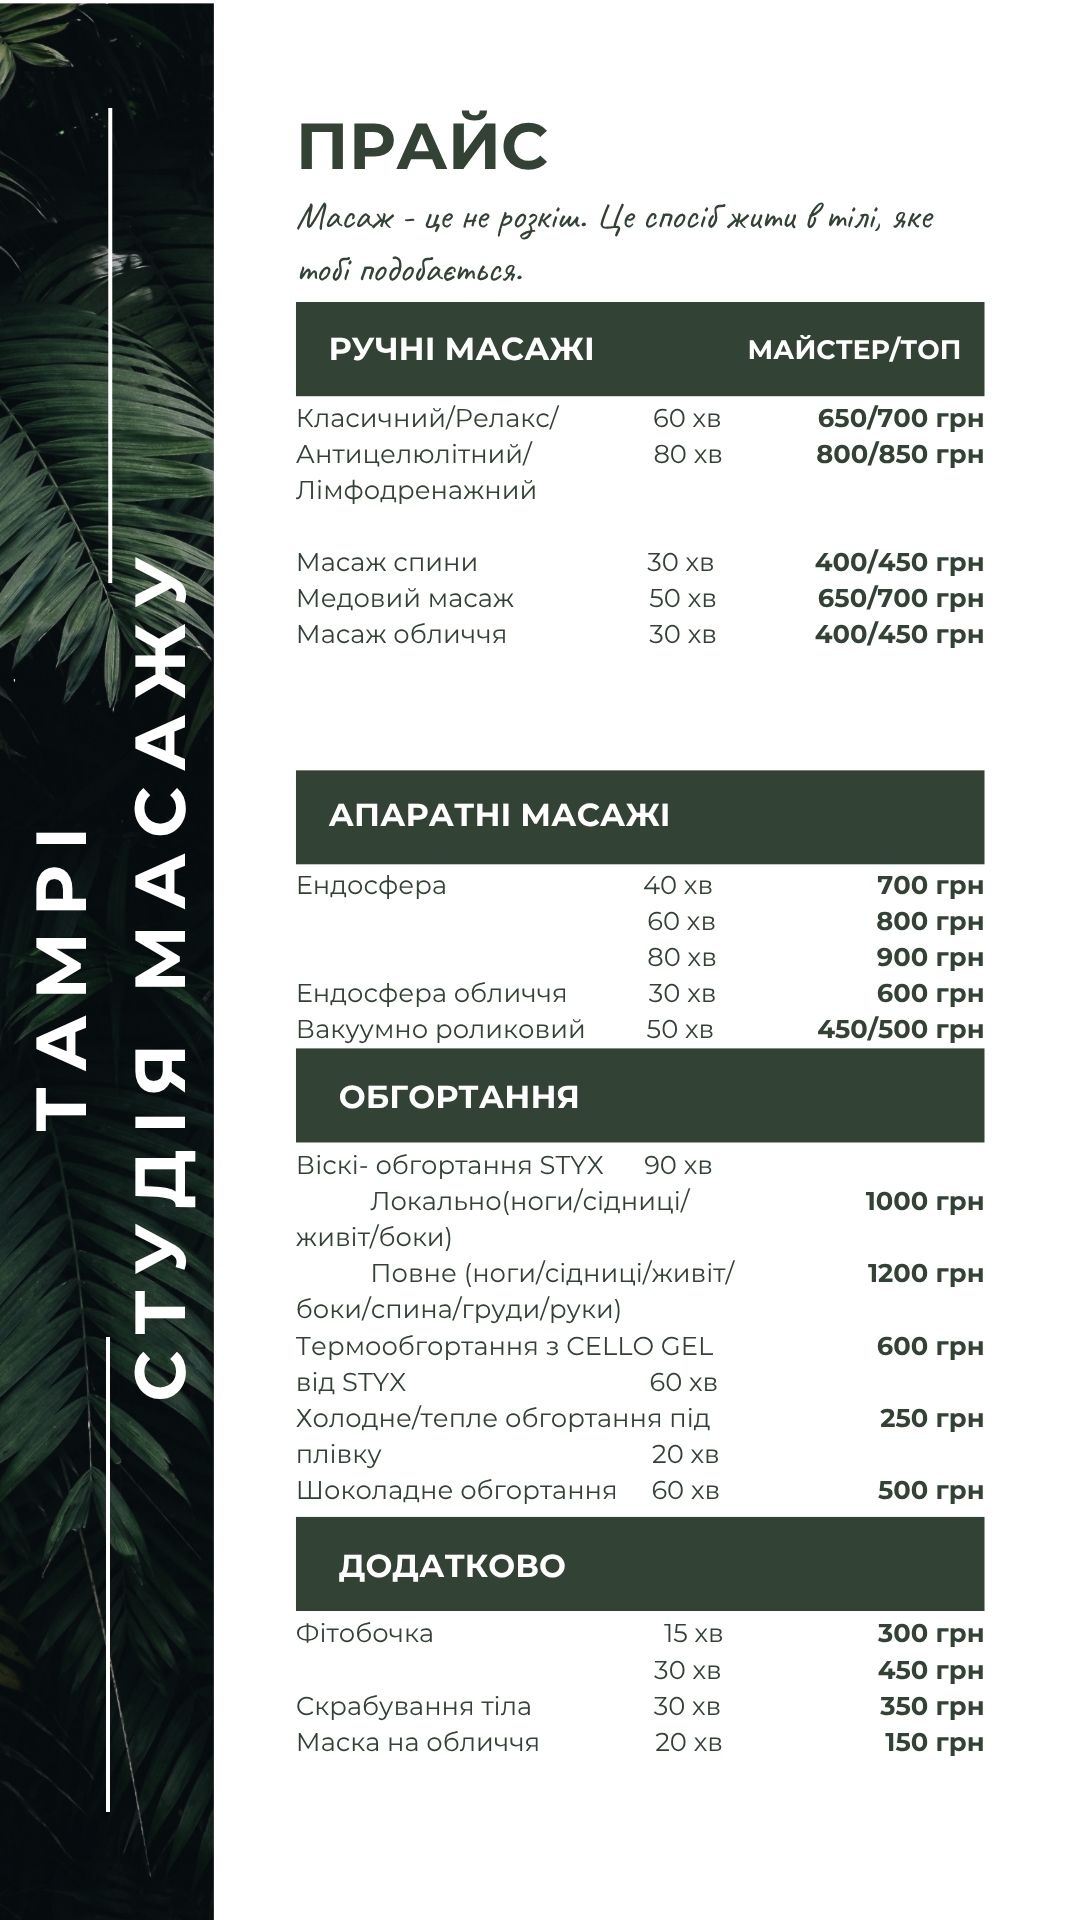 ТАМРІ
СТУДІЯ МАСАЖУ
ПРАЙС
Масаж - це не розкіш. Це спосіб жити в тілі, яке
тобі подобається.
РУЧНІ МАСАЖІ МАЙСТЕР/ТОП
Класичний/Релакс/ 60 хв 650/700 грн
Антицелюлітний/ 80 хв 800/850 грн
Лімфодренажний
Масаж спини 30 хв 400/450 грн
Медовий масаж 50 хв 650/700 грн
Масаж обличчя 30 хв 400/450 грн
АПАРАТНІ МАСАЖІ
Ендосфера 40 хв 700 грн
60 хв 800 грн
80 хв 900 грн
Ендосфера обличчя 30 хв 600 грн
Вакуумно роликовий 50 хв 450/500 грн
ОБГОРТАННЯ
Віскі- обгортання STYX 90 хв
Локально(ноги/сідниці/ 1000 грн
живіт/боки)
Повне (ноги/сідниці/живіт/ 1200 грн
боки/спина/груди/руки)
Термообгортання з CELLO GEL 600 грн
від STYX 60 хв
Холодне/тепле обгортання під 250 грн
плівку 20 хв
Шоколадне обгортання 60 хв 500 грн
ДОДАТКОВО
Фітобочка 15 хв 300 грн
30 хв 450 грн
Скрабування тіла 30 хв 350 грн
Маска на обличчя 20 хв 150 грн